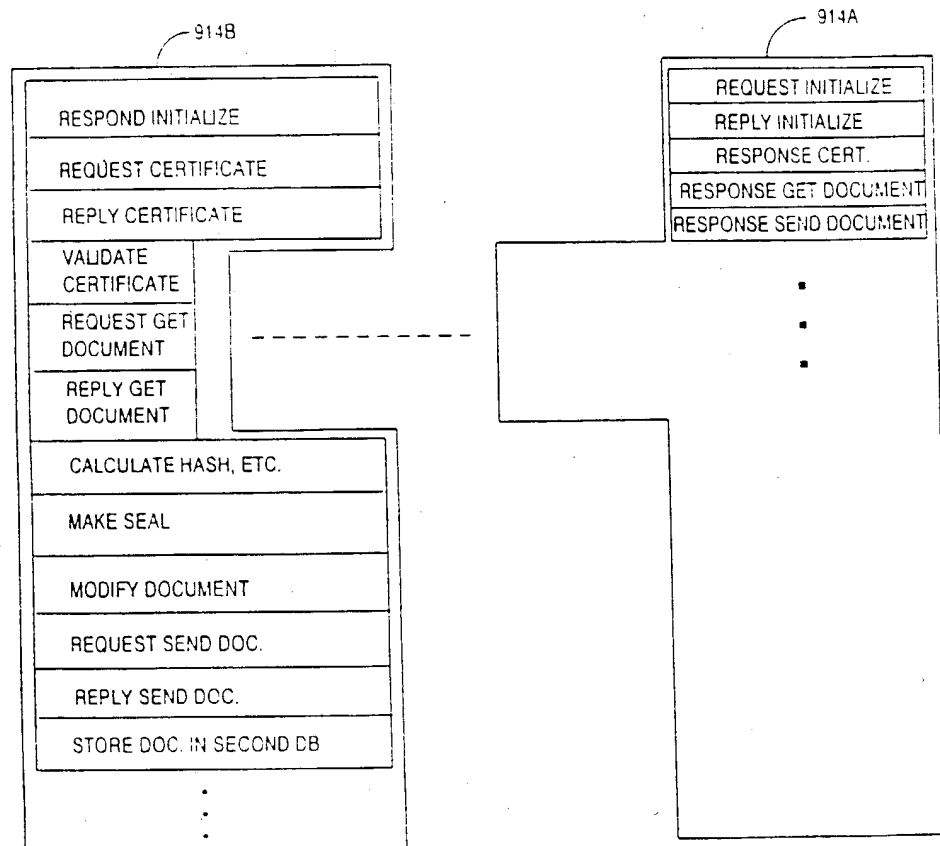 914B
RESPOND INITIALIZE
REQUEST CERTIFICATE
REPLY CERTIFICATE
VALIDATE
CERTIFICATE
REQUEST GET
DOCUMENT
REPLY GET
DOCUMENT
CALCULATE HASH, ETC.
MAKE SEAL
MODIFY DOCUMENT
REQUEST SEND DOC.
REPLY SEND DOC.
STORE DOC. IN SECOND DB
914A
REQUEST INITIALIZE
REPLY INITIALIZE
RESPONSE CERT.
RESPONSE GET DOCUMENT
RESPONSE SEND DOCUMENT